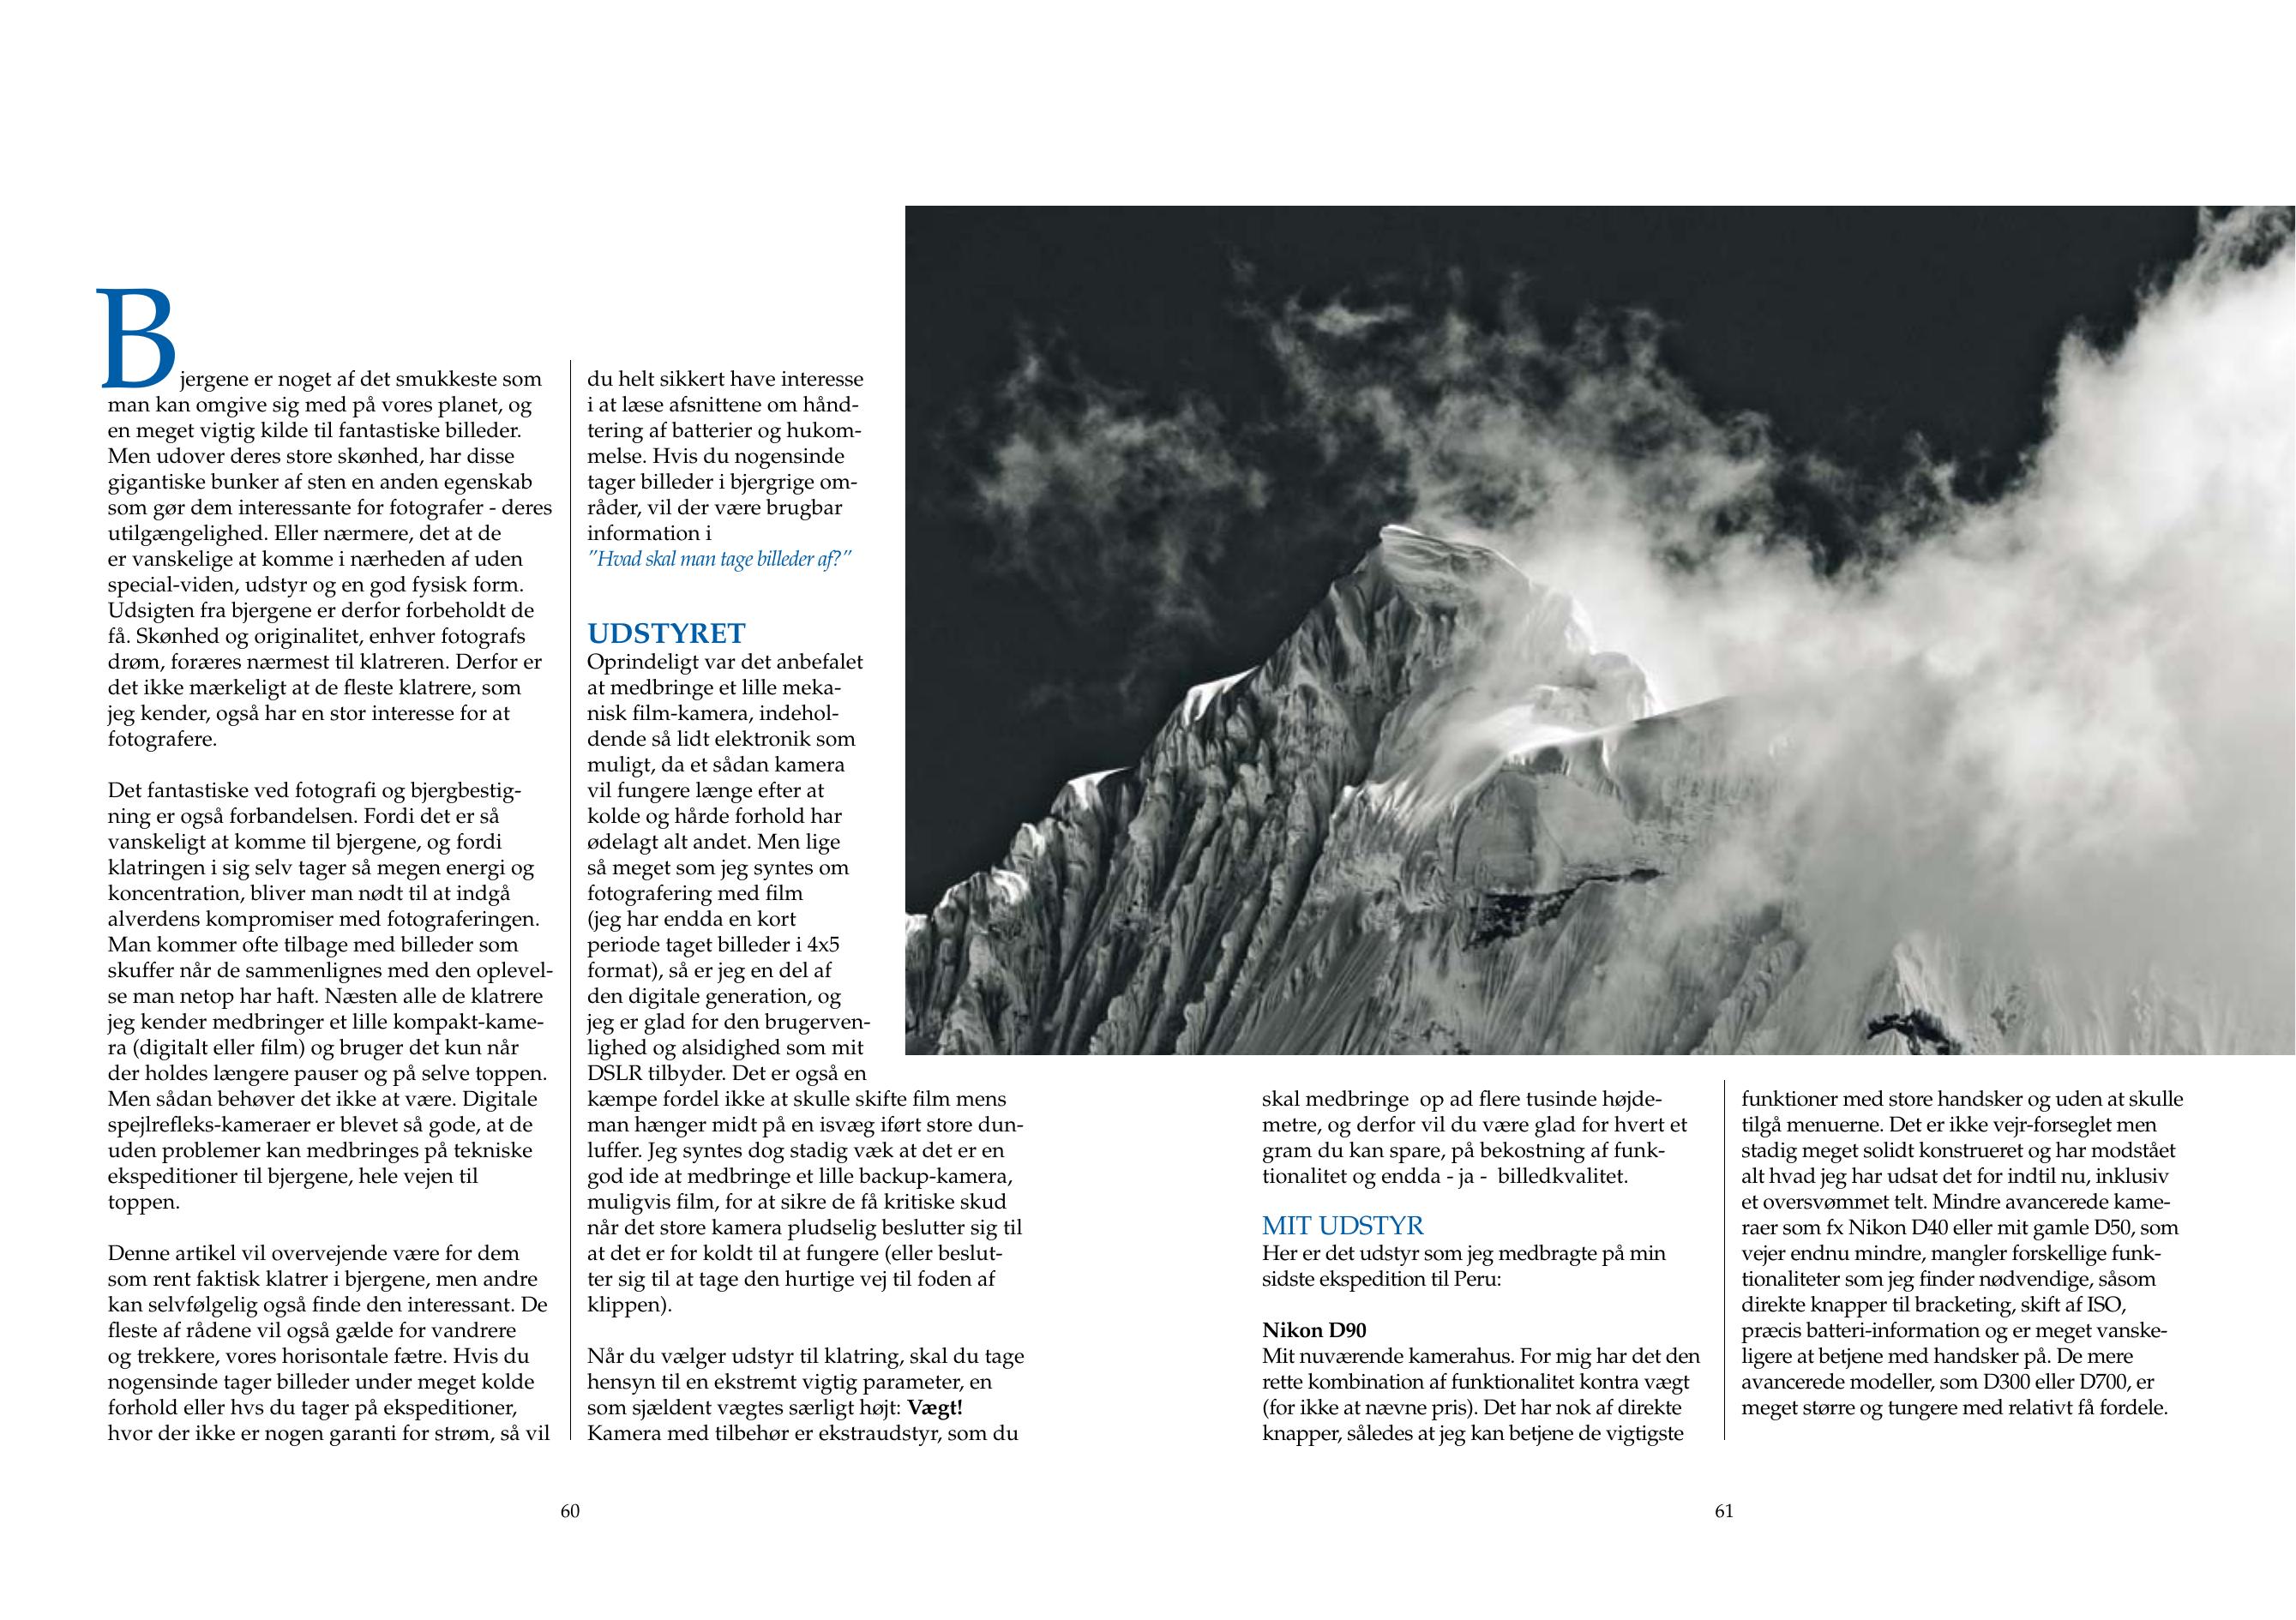 Bjergene er noget af det smukkeste som
man kan omgive sig med på vores planet, og
en meget vigtig kilde til fantastiske billeder.
Men udover deres store skønhed, har disse
gigantiske bunker af sten en anden egenskab
som gør dem interessante for fotografer - deres
utilgængelighed. Eller nærmere, det at de
er vanskelige at komme i nærheden af uden
special-viden, udstyr og en god fysisk form.
Udsigten fra bjergene er derfor forbeholdt de
få. Skønhed og originalitet, enhver fotografs
drøm, foræres nærmest til klatreren. Derfor er
det ikke mærkeligt at de fleste klatrere, som
jeg kender, også har en stor interesse for at
fotografere.
Det fantastiske ved fotografi og bjergbestig-
ning er også forbandelsen. Fordi det er så
vanskeligt at komme til bjergene, og fordi
klatringen i sig selv tager så megen energi og
koncentration, bliver man nødt til at indgå
alverdens kompromiser med fotograferingen.
Man kommer ofte tilbage med billeder som
skuffer når de sammenlignes med den oplevel-
se man netop har haft. Næsten alle de klatrere
jeg kender medbringer et lille kompakt-kame-
ra (digitalt eller film) og bruger det kun når
der holdes længere pauser og på selve toppen.
Men sådan behøver det ikke at være. Digitale
spejlrefleks-kameraer er blevet så gode, at de
uden problemer kan medbringes på tekniske
ekspeditioner til bjergene, hele vejen til
toppen.
Denne artikel vil overvejende være for dem
som rent faktisk klatrer i bjergene, men andre
kan selvfølgelig også finde den interessant. De
fleste af rådene vil også gælde for vandrere
og trekkere, vores horisontale fætre. Hvis du
nogensinde tager billeder under meget kolde
forhold eller hvs du tager på ekspeditioner,
hvor der ikke er nogen garanti for strøm, så vil
du helt sikkert have interesse
i at læse afsnittene om hånd-
tering af batterier og hukom-
melse. Hvis du nogensinde
tager billeder i bjergrige om-
råder, vil der være brugbar
information i
"Hvad skal man tage billeder af?"
UDSTYRET
Oprindeligt var det anbefalet
at medbringe et lille meka-
nisk film-kamera, indehol-
dende så lidt elektronik som
muligt, da et sådan kamera
vil fungere længe efter at
kolde og hårde forhold har
ødelagt alt andet. Men lige
så meget som jeg syntes om
fotografering med film
(jeg har endda en kort
periode taget billeder i 4x5
format), så er jeg en del af
den digitale generation, og
jeg er glad for den brugerven-
lighed og alsidighed som mit
DSLR tilbyder. Det er også en
kæmpe fordel ikke at skulle skifte film mens
man hænger midt på en isvæg iført store dun-
luffer. Jeg syntes dog stadig væk at det er en
god ide at medbringe et lille backup-kamera,
muligvis film, for at sikre de få kritiske skud
når det store kamera pludselig beslutter sig til
at det er for koldt til at fungere (eller beslut-
ter sig til at tage den hurtige vej til foden af
klippen).
Når du vælger udstyr til klatring, skal du tage
hensyn til en ekstremt vigtig parameter, en
som sjældent vægtes særligt højt: Vægt!
Kamera med tilbehør er ekstraudstyr, som du
60
skal medbringe op ad flere tusinde højde-
metre, og derfor vil du være glad for hvert et
gram du kan spare, på bekostning af funk-
tionalitet og endda - ja - billedkvalitet.
MIT UDSTYR
Her er det udstyr som jeg medbragte på min
sidste ekspedition til Peru:
Nikon D90
Mit nuværende kamerahus. For mig har det den
rette kombination af funktionalitet kontra vægt
(for ikke at nævne pris). Det har nok af direkte
knapper, således at jeg kan betjene de vigtigste
funktioner med store handsker og uden at skulle
tilgå menuerne. Det er ikke vejr-forseglet men
stadig meget solidt konstrueret og har modstået
alt hvad jeg har udsat det for indtil nu, inklusiv
et oversvømmet telt. Mindre avancerede kame-
raer som fx Nikon D40 eller mit gamle D50, som
vejer endnu mindre, mangler forskellige funk-
tionaliteter som jeg finder nødvendige, såsom
direkte knapper til bracketing, skift af ISO,
præcis batteri-information og er meget vanske-
ligere at betjene med handsker på. De mere
avancerede modeller, som D300 eller D700, er
meget større og tungere med relativt få fordele.
61